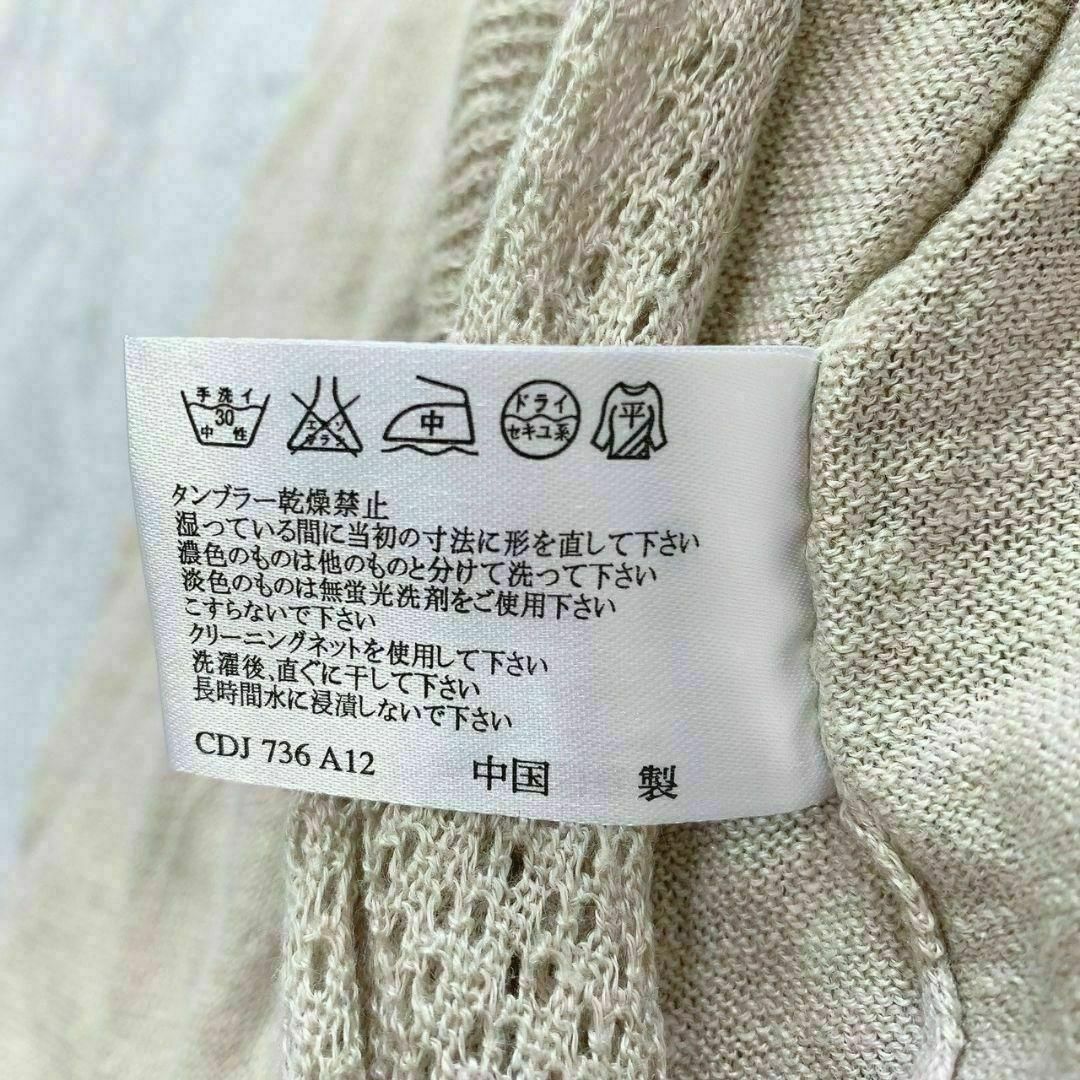 手洗イ
30
中性
エンソ
サラシ
中
ドライ
セキユ系
平
タンブラー乾燥禁止
湿っている間に当初の寸法に形を直して下さい
濃色のものは他のものと分けて洗って下さい
淡色のものは無蛍光洗剤をご使用下さい
こすらないで下さい
クリーニングネットを使用して下さい
洗濯後、直ぐに干して下さい
長時間水に浸漬しないで下さい
CDJ 736 A12 中国 製